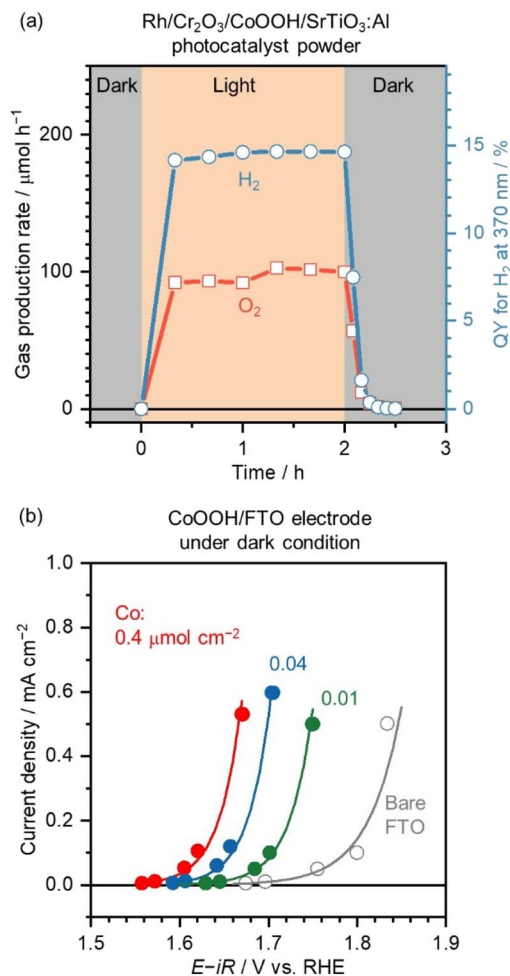 (a)
Rh/Cr₂O₃/CoOOH/SrTiO₃:Al
photocatalyst powder
Dark
Light
Dark
Gas production rate / μmol h⁻¹
200
100
0
H₂
O₂
15
10
5
0
QY for H₂ at 370 nm / %
0
1
2
3
Time / h
(b)
CoOOH/FTO electrode
under dark condition
Current density / mA cm⁻²
1.0
0.8
0.6
0.4
0.2
0.0
Co:
0.4 μmol cm⁻²
0.04
0.01
Bare
FTO
1.5
1.6
1.7
1.8
1.9
E−iR / V vs. RHE